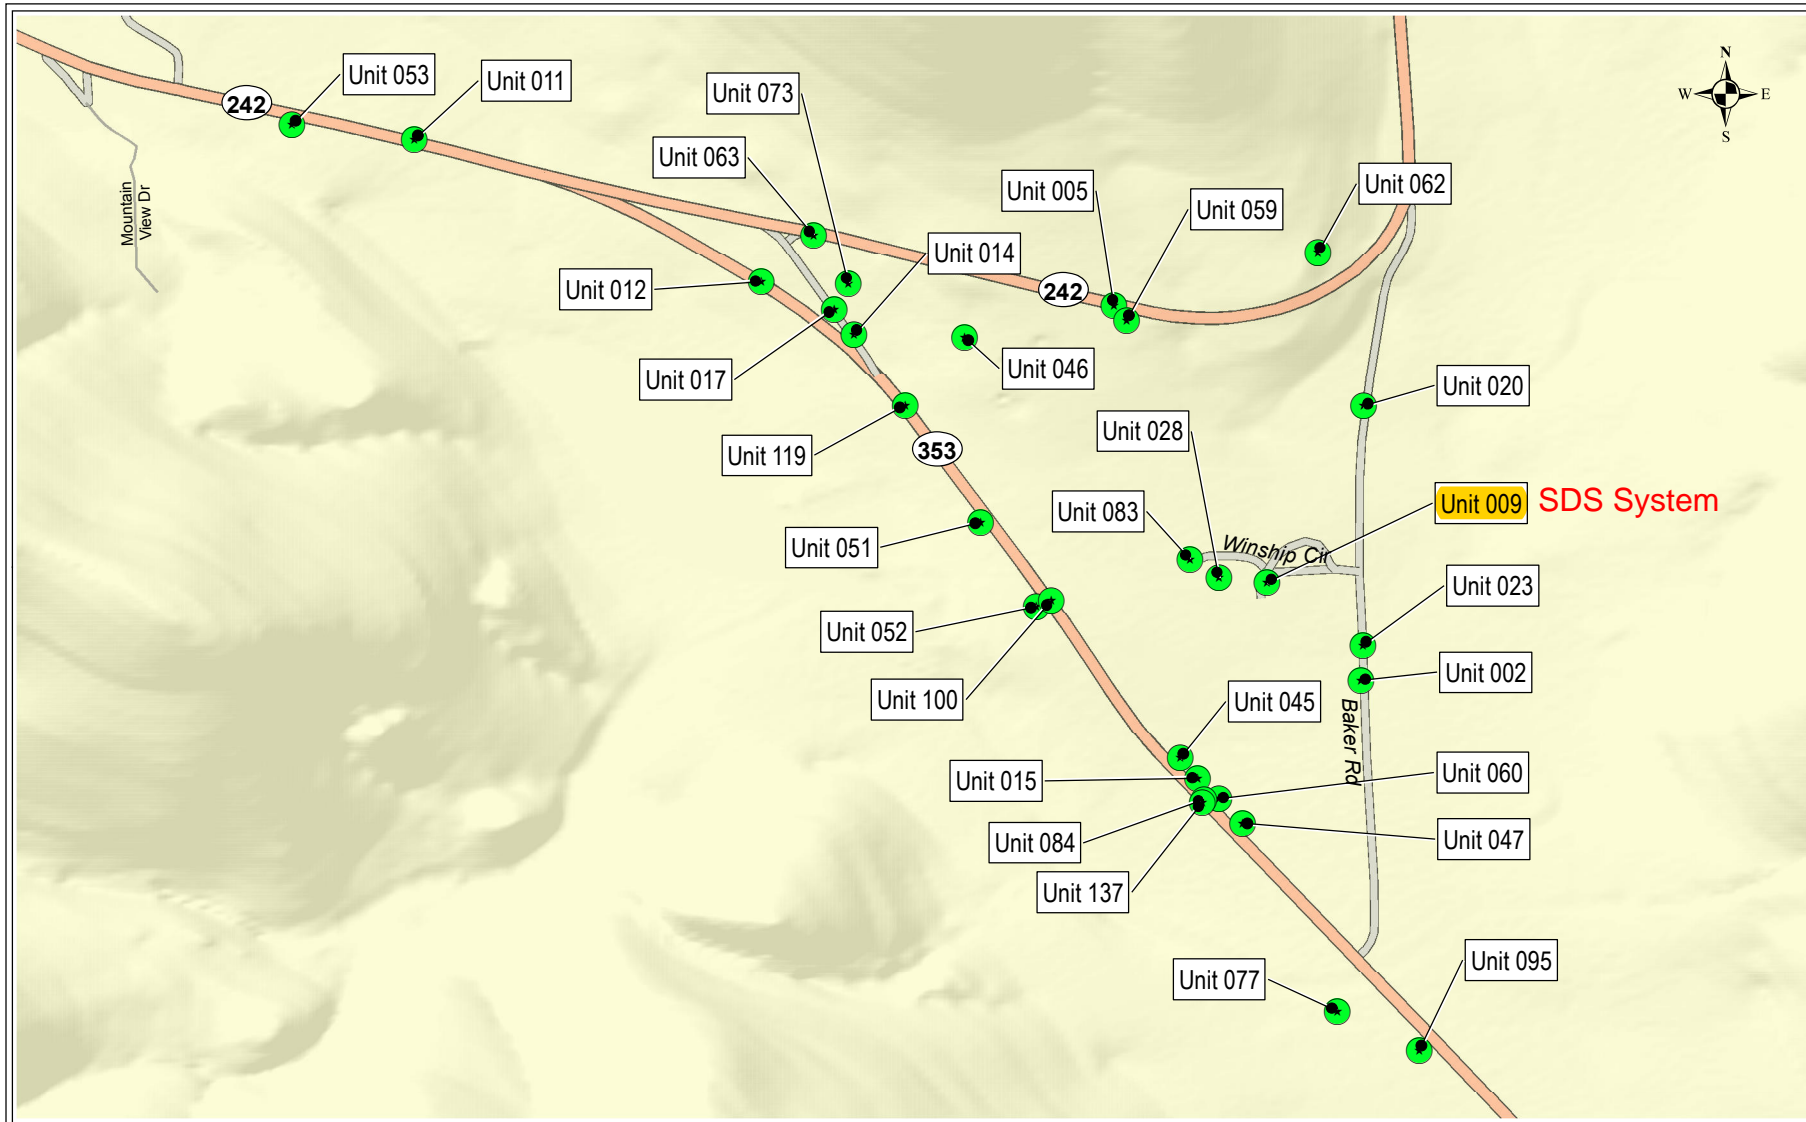 N
W E
S
Unit 053
Unit 011
242
Unit 073
Unit 063
Unit 005
Unit 062
Unit 059
Mountain
View Dr
Unit 014
Unit 012
242
Unit 017
Unit 046
Unit 020
Unit 119
353
Unit 028
Unit 009 SDS System
Unit 083
Unit 051
Winship Cir
Unit 023
Unit 052
Unit 002
Unit 100
Unit 045
Baker Rd
Unit 015
Unit 060
Unit 084
Unit 047
Unit 137
Unit 095
Unit 077